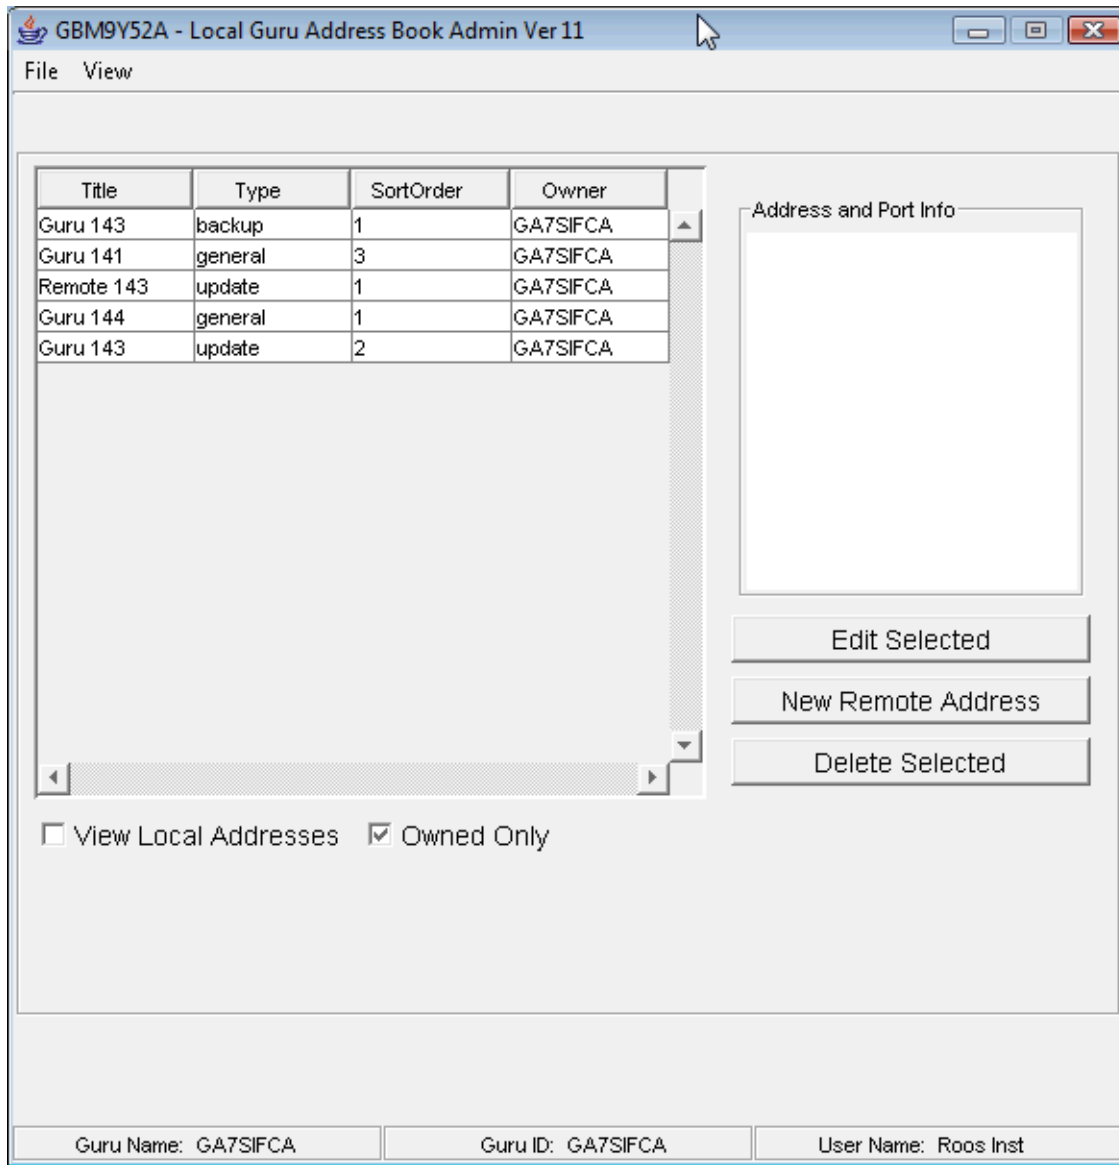 GBM9Y52A - Local Guru Address Book Admin Ver 11
File View
Title Type SortOrder Owner
Guru 143 backup 1 GA7SIFCA
Guru 141 general 3 GA7SIFCA
Remote 143 update 1 GA7SIFCA
Guru 144 general 1 GA7SIFCA
Guru 143 update 2 GA7SIFCA
Address and Port Info
Edit Selected
New Remote Address
Delete Selected
View Local Addresses Owned Only
Guru Name: GA7SIFCA Guru ID: GA7SIFCA User Name: Roos Inst